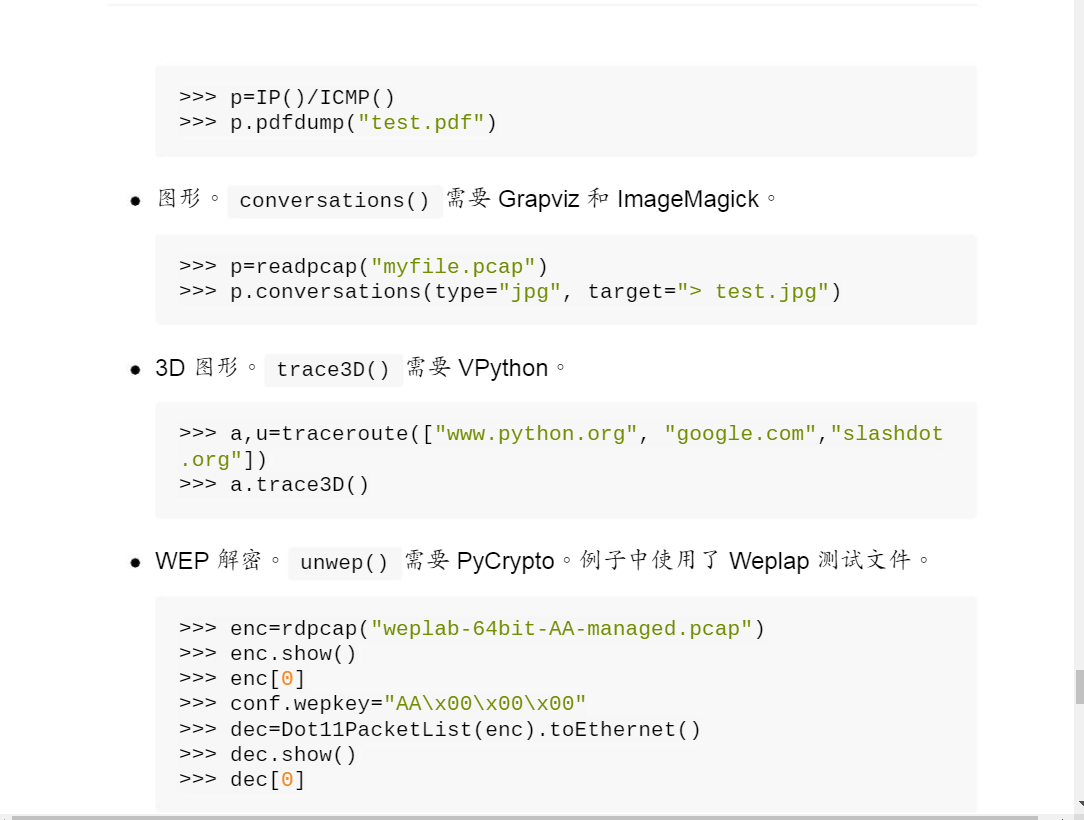 >>> p=IP()/ICMP()
>>> p.pdfdump("test.pdf")
图形。conversations() 需要 Grapviz 和 ImageMagick。
>>> p=readpcap("myfile.pcap")
>>> p.conversations(type="jpg", target="> test.jpg")
3D 图形。trace3D() 需要 VPython。
>>> a,u=traceroute(["www.python.org", "google.com","slashdot
.org"])
>>> a.trace3D()
WEP 解密。unwep() 需要 PyCrypto。例子中使用了 Weplap 测试文件。
>>> enc=rdpcap("weplab-64bit-AA-managed.pcap")
>>> enc.show()
>>> enc[0]
>>> conf.wepkey="AA\x00\x00\x00"
>>> dec=Dot11PacketList(enc).toEthernet()
>>> dec.show()
>>> dec[0]